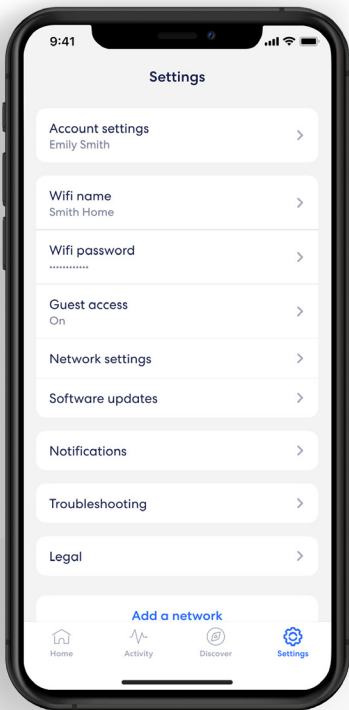 9:41
Settings
Account settings
Emily Smith
Wifi name
Smith Home
Wifi password
••••••••••••
Guest access
On
Network settings
Software updates
Notifications
Troubleshooting
Legal
Add a network
Home Activity Discover Settings